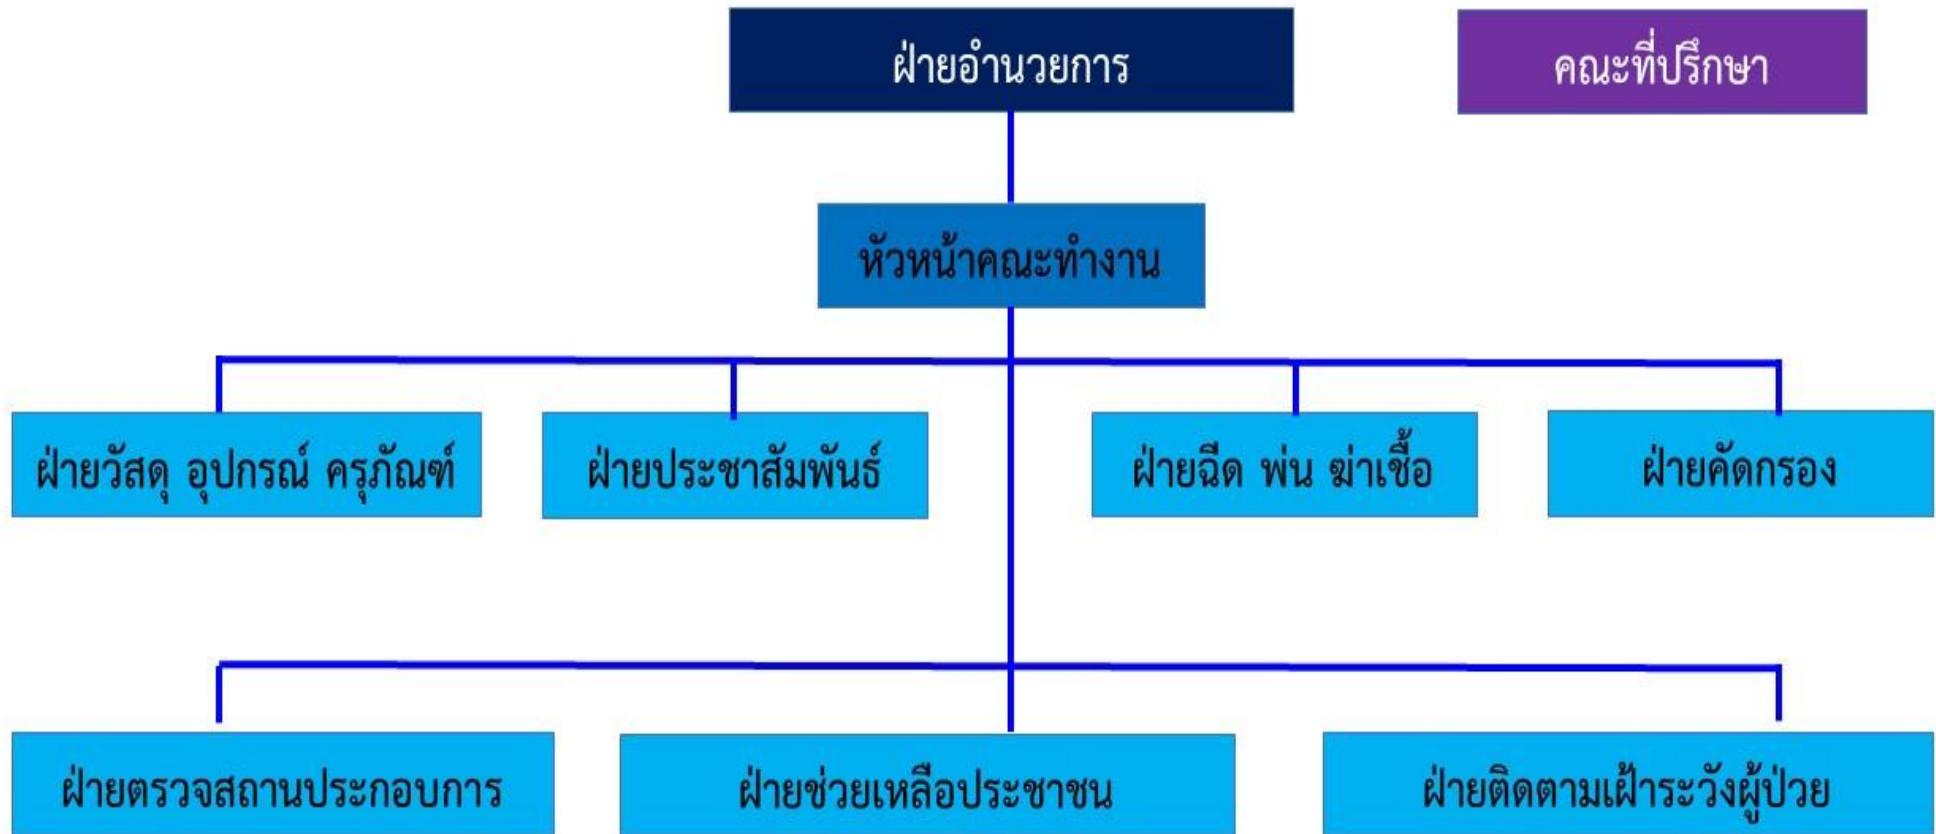 ฝ่ายอำนวยการ
คณะที่ปรึกษา
หัวหน้าคณะทำงาน
ฝ่ายวัสดุ อุปกรณ์ ครุภัณฑ์
ฝ่ายประชาสัมพันธ์
ฝ่ายฉีด พ่น ฆ่าเชื้อ
ฝ่ายคัดกรอง
ฝ่ายตรวจสถานประกอบการ
ฝ่ายช่วยเหลือประชาชน
ฝ่ายติดตามเฝ้าระวังผู้ป่วย